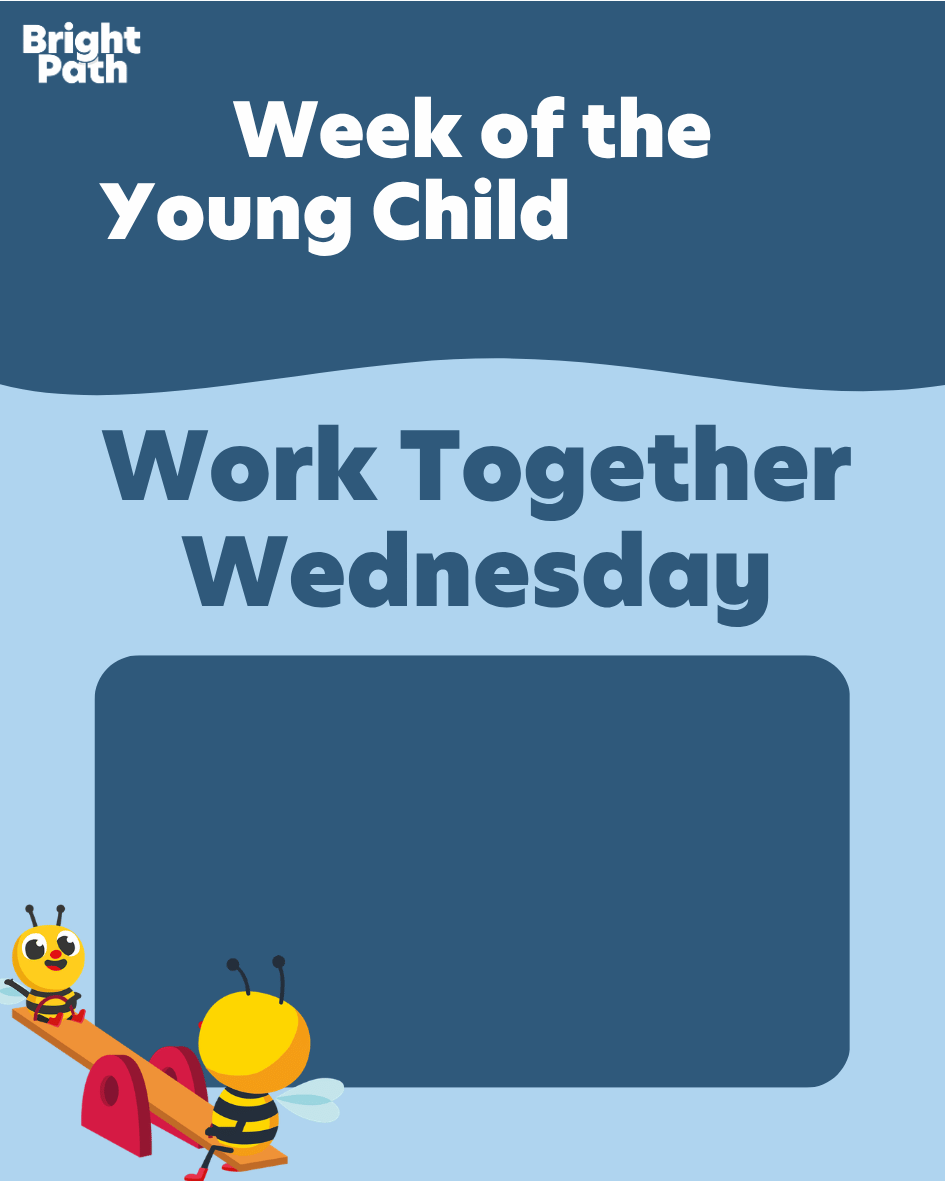 Bright
Path
Week of the
Young Child
Work Together
Wednesday